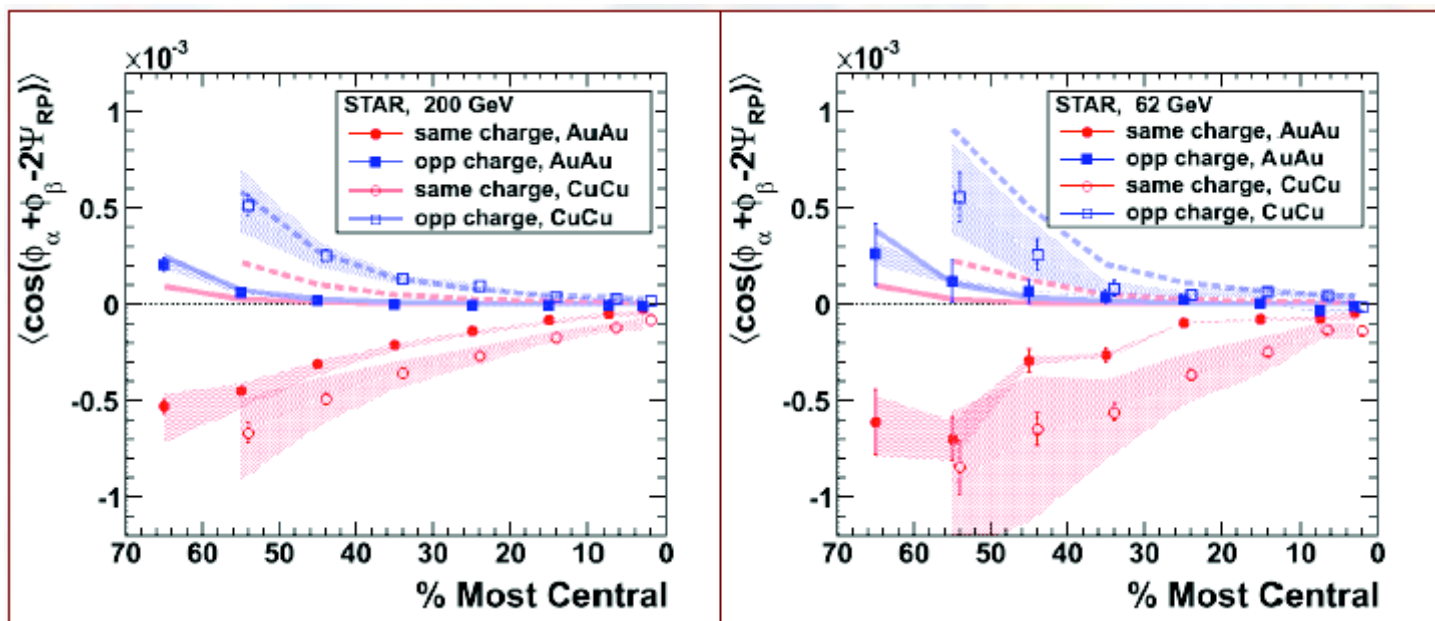 ×10⁻³
⟨cos(φα +φβ -2ΨRP)⟩
1
0.5
0
-0.5
-1
STAR, 200 GeV
same charge, AuAu
opp charge, AuAu
same charge, CuCu
opp charge, CuCu
70 60 50 40 30 20 10 0
% Most Central
×10⁻³
⟨cos(φα +φβ -2ΨRP)⟩
1
0.5
0
-0.5
-1
STAR, 62 GeV
same charge, AuAu
opp charge, AuAu
same charge, CuCu
opp charge, CuCu
70 60 50 40 30 20 10 0
% Most Central